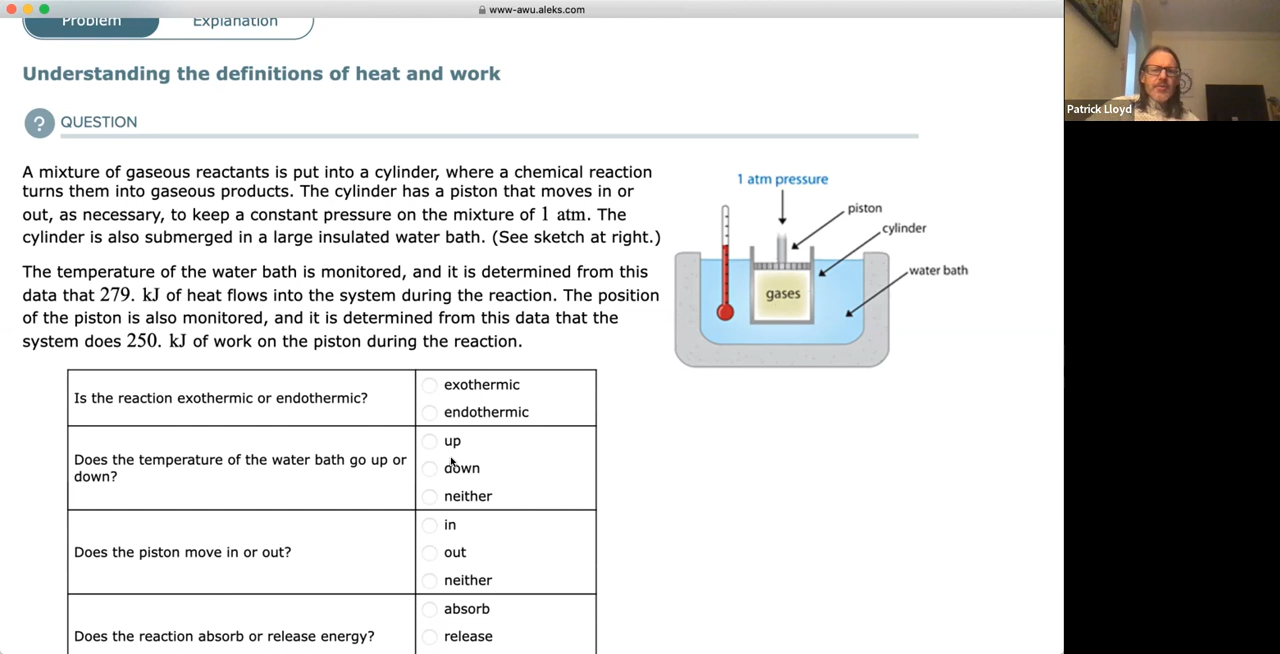 www-awu.aleks.com
Problem Explanation
Understanding the definitions of heat and work
? QUESTION
A mixture of gaseous reactants is put into a cylinder, where a chemical reaction
turns them into gaseous products. The cylinder has a piston that moves in or
out, as necessary, to keep a constant pressure on the mixture of 1 atm. The
cylinder is also submerged in a large insulated water bath. (See sketch at right.)
The temperature of the water bath is monitored, and it is determined from this
data that 279. kJ of heat flows into the system during the reaction. The position
of the piston is also monitored, and it is determined from this data that the
system does 250. kJ of work on the piston during the reaction.
1 atm pressure
piston
cylinder
water bath
gases
Is the reaction exothermic or endothermic?
exothermic
endothermic
Does the temperature of the water bath go up or
down?
up
down
neither
Does the piston move in or out?
in
out
neither
Does the reaction absorb or release energy?
absorb
release
Patrick Lloyd